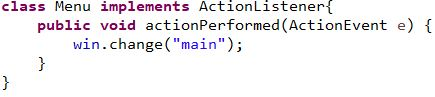 class Menu implements ActionListener{
    public void actionPerformed(ActionEvent e) {
        win.change("main");
    }
}